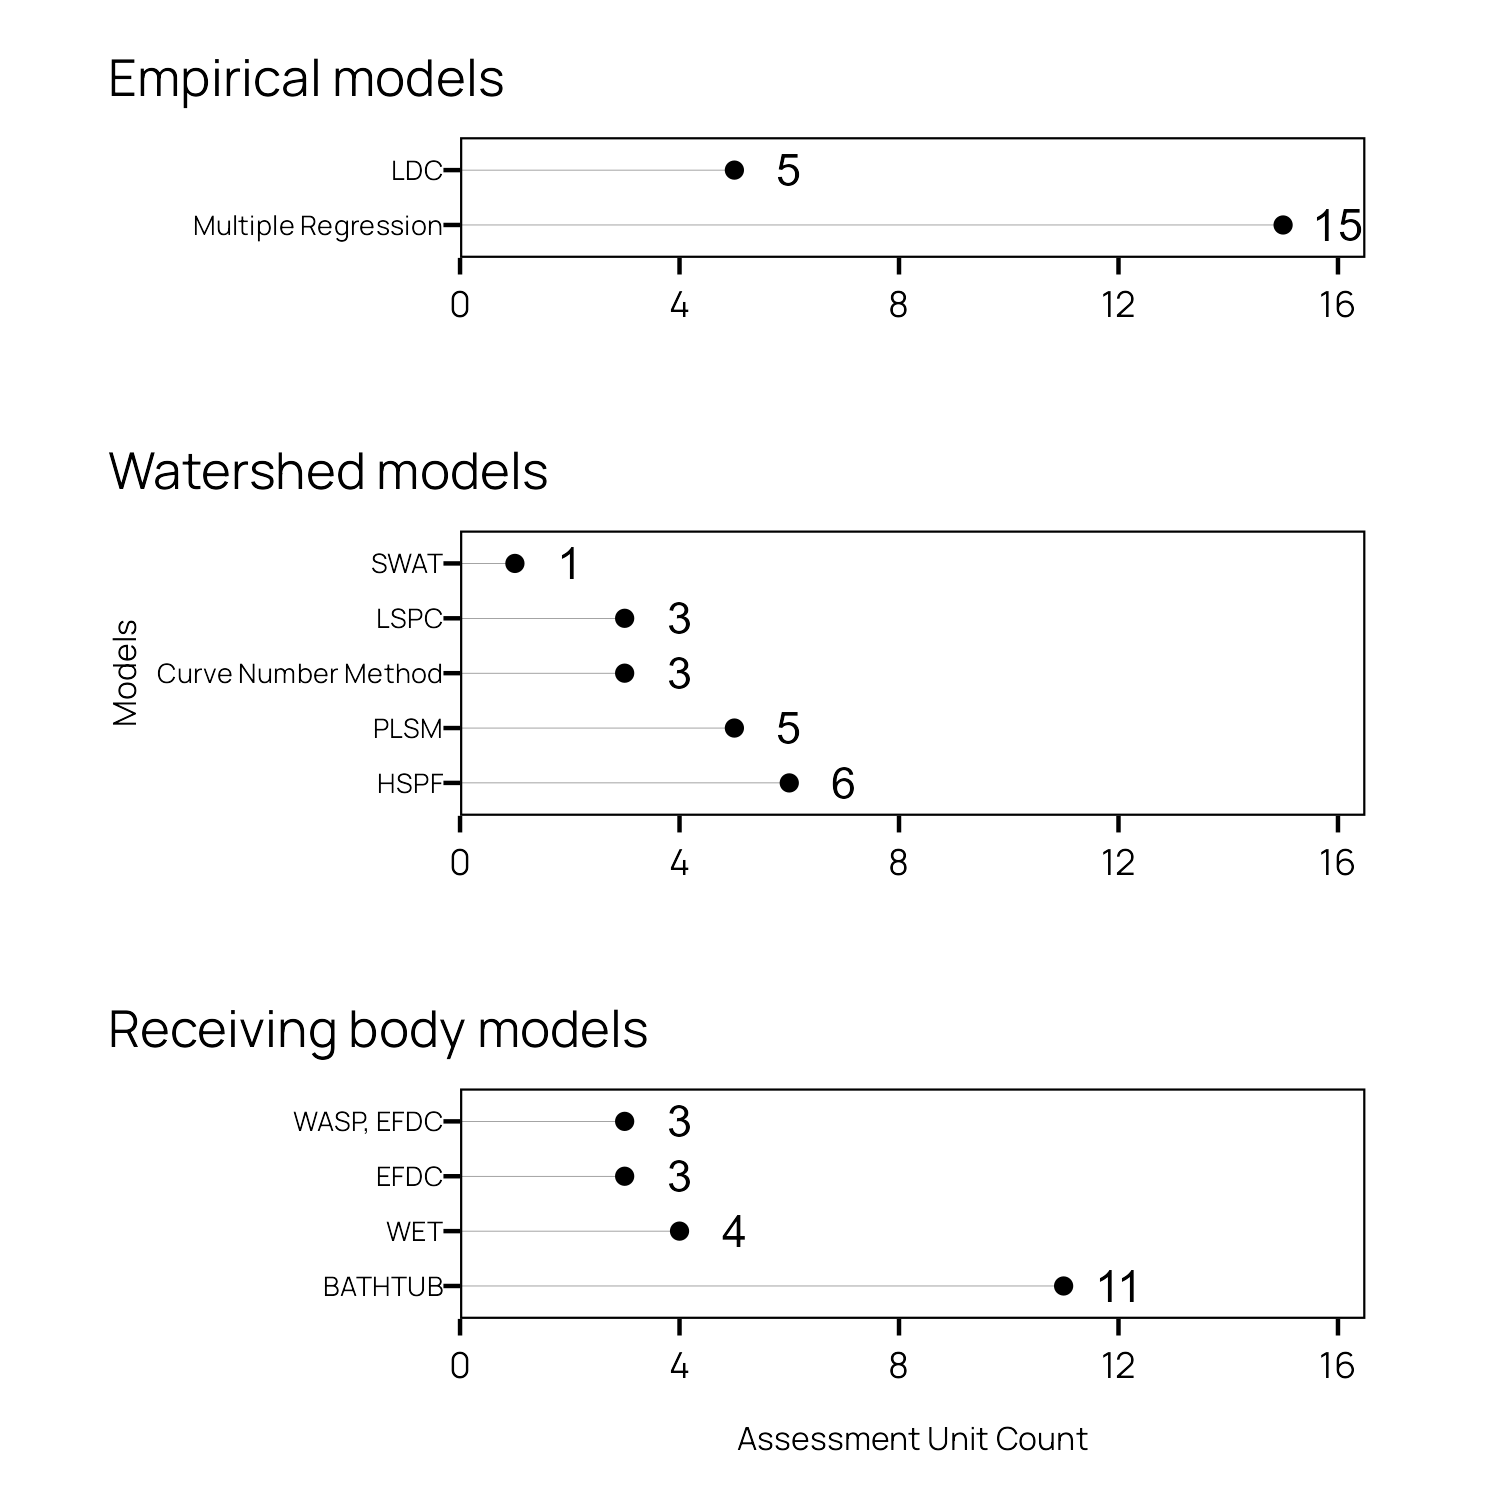 Empirical models
LDC 5
Multiple Regression 15
0 4 8 12 16
Watershed models
Models
SWAT 1
LSPC 3
Curve Number Method 3
PLSM 5
HSPF 6
0 4 8 12 16
Receiving body models
WASP, EFDC 3
EFDC 3
WET 4
BATHTUB 11
0 4 8 12 16
Assessment Unit Count